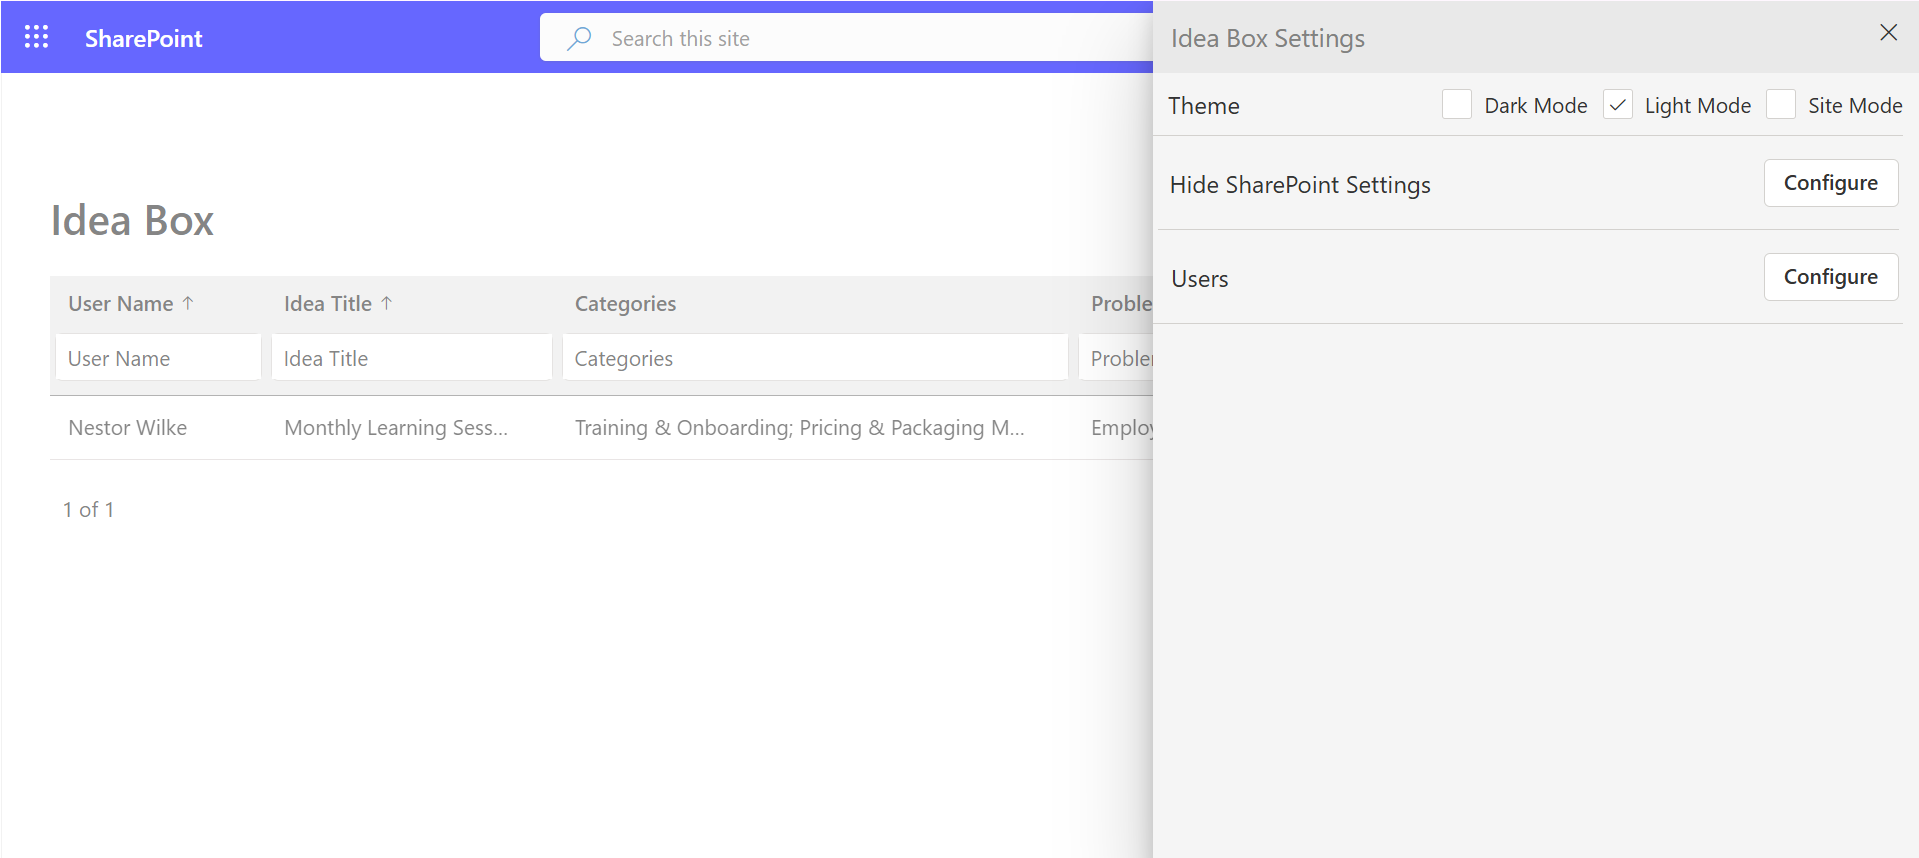 SharePoint
Search this site
Idea Box Settings
Theme
Dark Mode
Light Mode
Site Mode
Hide SharePoint Settings
Configure
Users
Configure
Idea Box
User Name
Idea Title
Categories
Proble
User Name
Idea Title
Categories
Proble
Nestor Wilke
Monthly Learning Sess...
Training & Onboarding; Pricing & Packaging M...
Employ
1 of 1